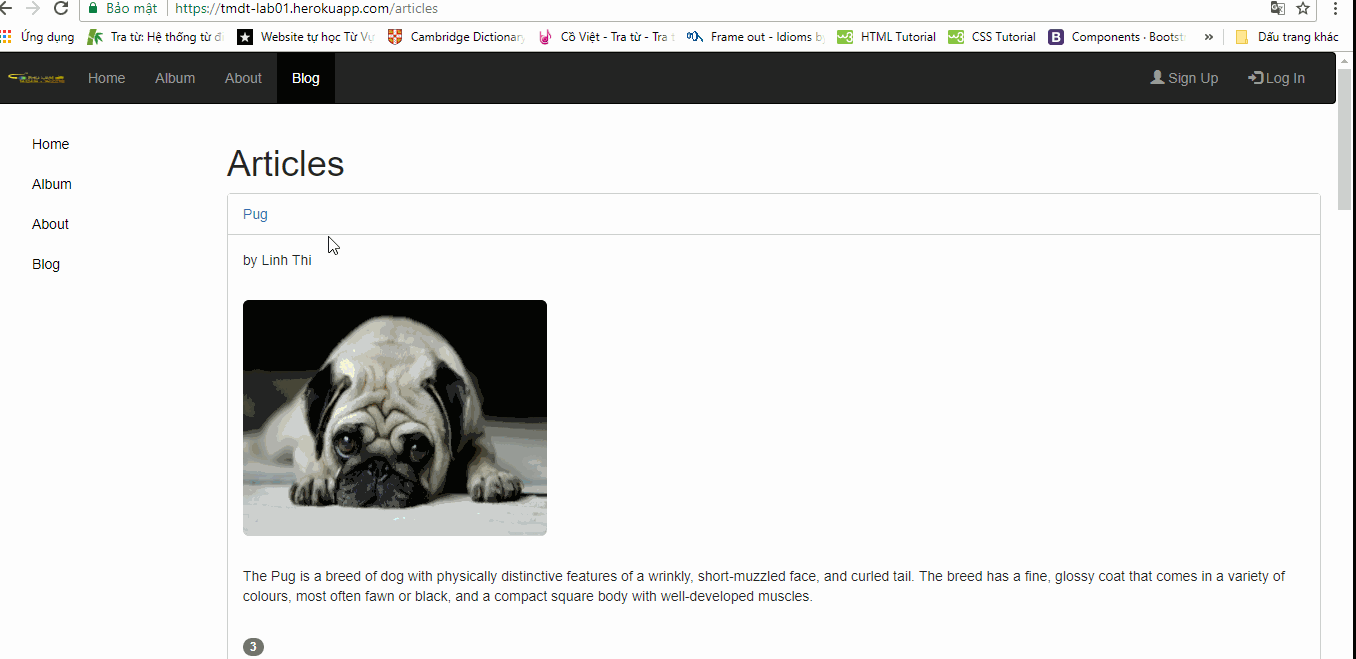 Bảo mật https://tmdt-lab01.herokuapp.com/articles
Ứng dụng Tra từ: Hệ thống từ đ Website tự học Từ Vự Cambridge Dictionary Cồ Việt - Tra từ - Tra t Frame out - Idioms by HTML Tutorial CSS Tutorial B Components · Bootst » Dấu trang khác
Home Album About Blog Sign Up Log In
Home
Album
About
Blog
Articles
Pug
by Linh Thi
The Pug is a breed of dog with physically distinctive features of a wrinkly, short-muzzled face, and curled tail. The breed has a fine, glossy coat that comes in a variety of
colours, most often fawn or black, and a compact square body with well-developed muscles.
3